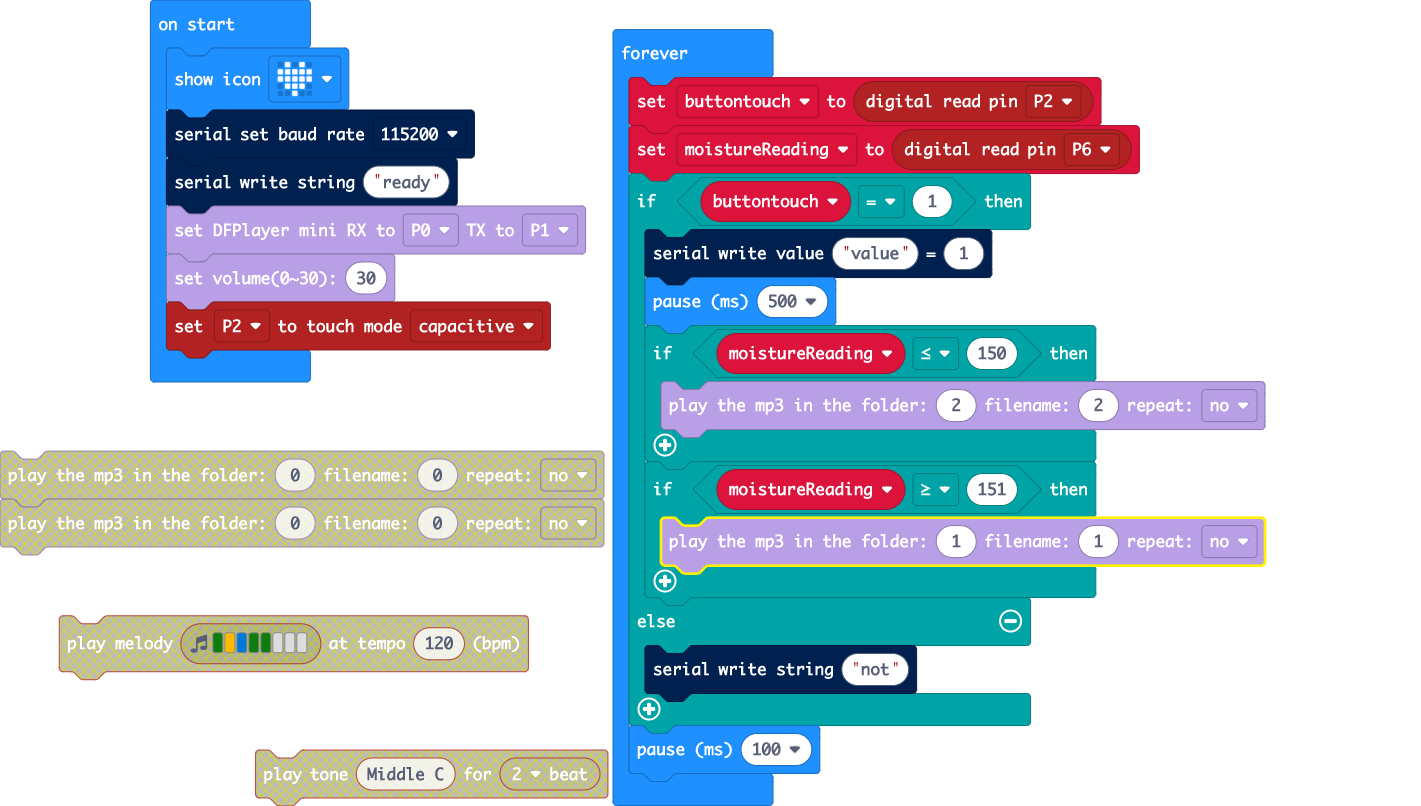 on start
show icon
serial set baud rate 115200
serial write string "ready"
set DFPlayer mini RX to P0 TX to P1
set volume(0~30): 30
set P2 to touch mode capacitive
play the mp3 in the folder: 0 filename: 0 repeat: no
play the mp3 in the folder: 0 filename: 0 repeat: no
play melody at tempo 120 (bpm)
play tone Middle C for 2 beat
forever
set buttontouch to digital read pin P2
set moistureReading to digital read pin P6
if buttontouch = 1 then
serial write value "value" = 1
pause (ms) 500
if moistureReading ≤ 150 then
play the mp3 in the folder: 2 filename: 2 repeat: no
if moistureReading ≥ 151 then
play the mp3 in the folder: 1 filename: 1 repeat: no
else
serial write string "not"
pause (ms) 100